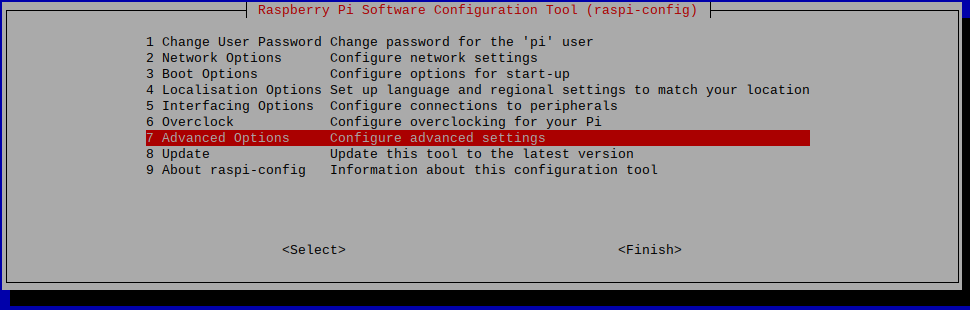 Raspberry Pi Software Configuration Tool (raspi-config)
1 Change User Password Change password for the 'pi' user
2 Network Options Configure network settings
3 Boot Options Configure options for start-up
4 Localisation Options Set up language and regional settings to match your location
5 Interfacing Options Configure connections to peripherals
6 Overclock Configure overclocking for your Pi
7 Advanced Options Configure advanced settings
8 Update Update this tool to the latest version
9 About raspi-config Information about this configuration tool
<Select> <Finish>